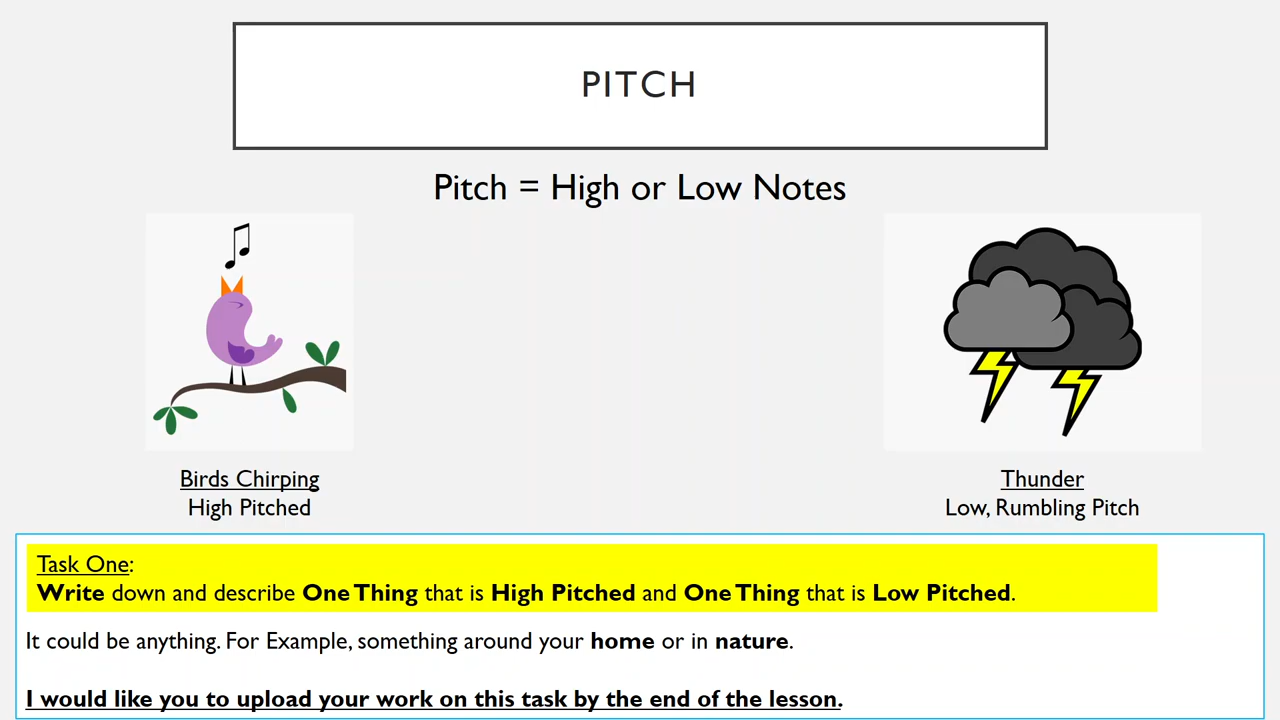 PITCH
Pitch = High or Low Notes
Birds Chirping
High Pitched
Thunder
Low, Rumbling Pitch
Task One:
Write down and describe One Thing that is High Pitched and One Thing that is Low Pitched.
It could be anything. For Example, something around your home or in nature.
I would like you to upload your work on this task by the end of the lesson.